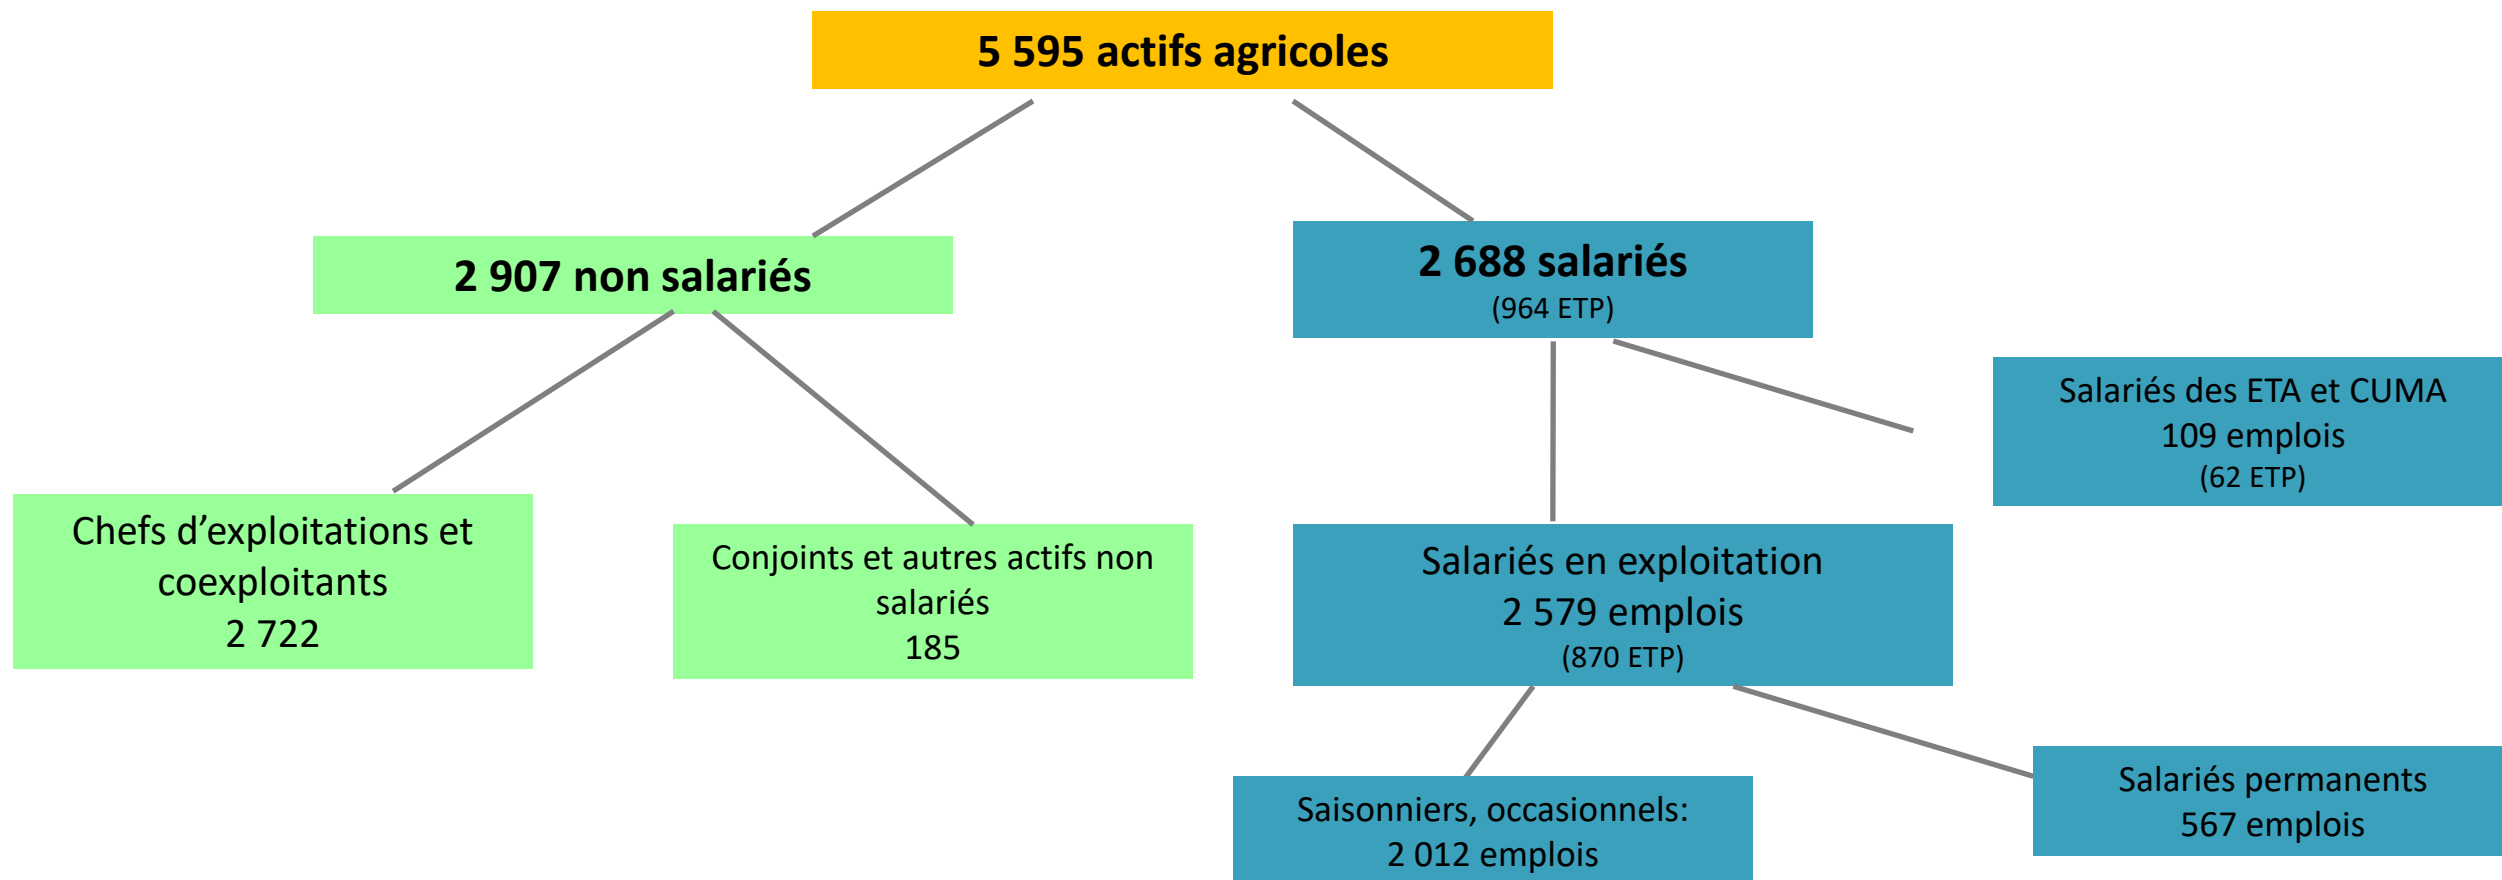 5 595 actifs agricoles
2 907 non salariés
2 688 salariés
(964 ETP)
Salariés des ETA et CUMA
109 emplois
(62 ETP)
Chefs d’exploitations et
coexploitants
2 722
Conjoints et autres actifs non
salariés
185
Salariés en exploitation
2 579 emplois
(870 ETP)
Saisonniers, occasionnels:
2 012 emplois
Salariés permanents
567 emplois